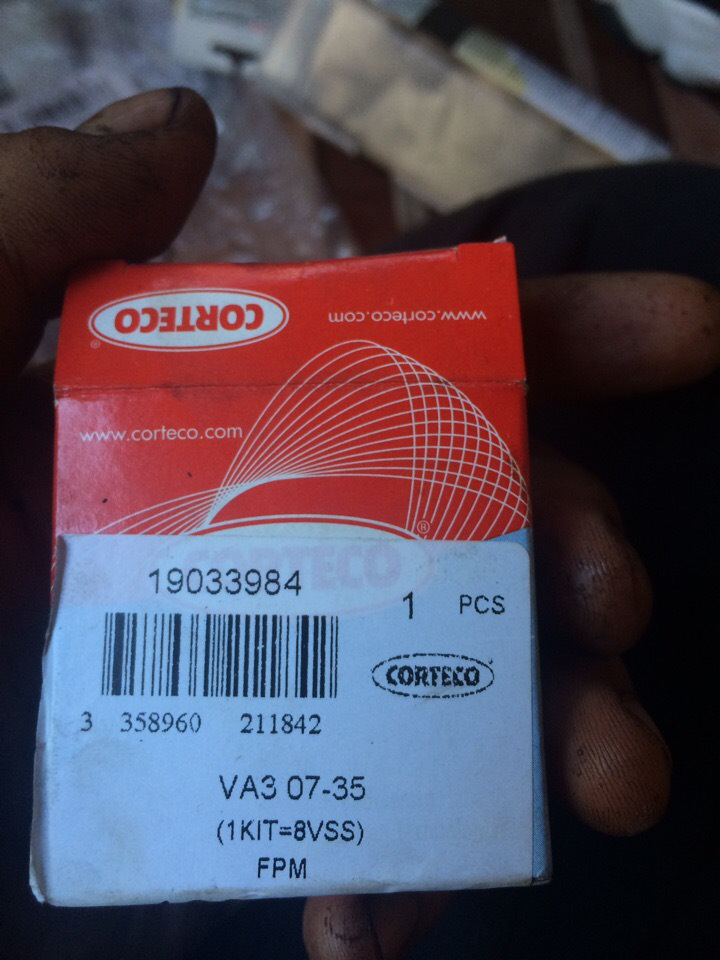 CORTECO
®
www.corteco.com
www.corteco.com
®
CORTECO
19033984
1 PCS
CORTECO
3 358960 211842
VA3 07-35
(1KIT=8VSS)
FPM